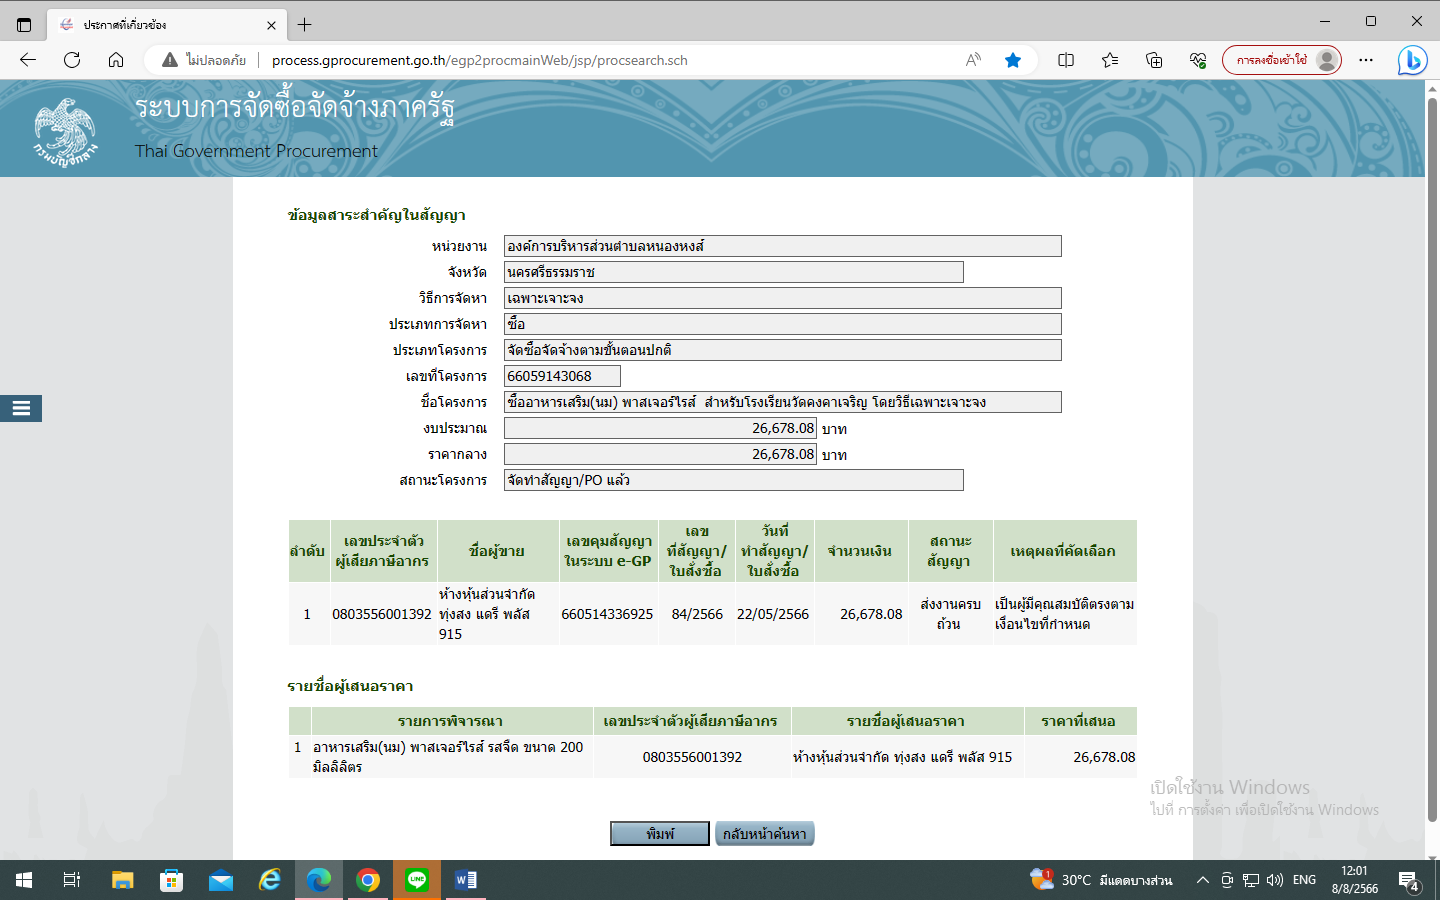 ประกาศที่เกี่ยวข้อง
ไม่ปลอดภัย process.gprocurement.go.th/egp2procmainWeb/jsp/procsearch.sch การลงชื่อเข้าใช้
ระบบการจัดซื้อจัดจ้างภาครัฐ
Thai Government Procurement
กรมบัญชีกลาง
ข้อมูลสาระสำคัญในสัญญา
หน่วยงาน องค์การบริหารส่วนตำบลหนองหงส์
จังหวัด นครศรีธรรมราช
วิธีการจัดหา เฉพาะเจาะจง
ประเภทการจัดหา ซื้อ
ประเภทโครงการ จัดซื้อจัดจ้างตามขั้นตอนปกติ
เลขที่โครงการ 66059143068
ชื่อโครงการ ซื้ออาหารเสริม(นม) พาสเจอร์ไรส์ สำหรับโรงเรียนวัดคงคาเจริญ โดยวิธีเฉพาะเจาะจง
งบประมาณ 26,678.08 บาท
ราคากลาง 26,678.08 บาท
สถานะโครงการ จัดทำสัญญา/PO แล้ว
ลำดับ เลขประจำตัวผู้เสียภาษีอากร ชื่อผู้ขาย เลขคุมสัญญาในระบบ e-GP เลขที่สัญญา/ใบสั่งซื้อ วันที่ทำสัญญา/ใบสั่งซื้อ จำนวนเงิน สถานะสัญญา เหตุผลที่คัดเลือก
1 0803556001392 ห้างหุ้นส่วนจำกัด ทุ่งสง แดรี่ พลัส 915 660514336925 84/2566 22/05/2566 26,678.08 ส่งงานครบถ้วน เป็นผู้มีคุณสมบัติตรงตามเงื่อนไขที่กำหนด
รายชื่อผู้เสนอราคา
รายการพิจารณา เลขประจำตัวผู้เสียภาษีอากร รายชื่อผู้เสนอราคา ราคาที่เสนอ
1 อาหารเสริม(นม) พาสเจอร์ไรส์ รสจืด ขนาด 200 มิลลิลิตร 0803556001392 ห้างหุ้นส่วนจำกัด ทุ่งสง แดรี่ พลัส 915 26,678.08
เปิดใช้งาน Windows
ไปที่ การตั้งค่า เพื่อเปิดใช้งาน Windows
พิมพ์ กลับหน้าค้นหา
1 30°C มีแดดบางส่วน ENG 12:01
8/8/2566 4